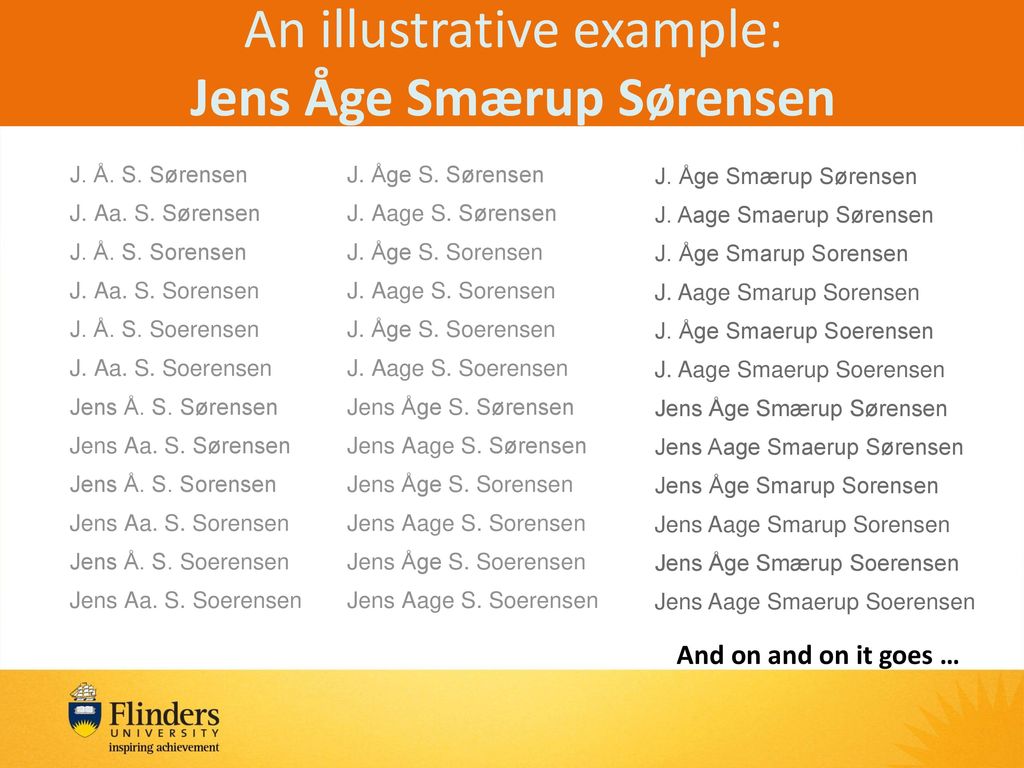 An illustrative example:
Jens Åge Smærup Sørensen
J. Å. S. Sørensen
J. Aa. S. Sørensen
J. Å. S. Sorensen
J. Aa. S. Sorensen
J. Å. S. Soerensen
J. Aa. S. Soerensen
Jens Å. S. Sørensen
Jens Aa. S. Sørensen
Jens Å. S. Sorensen
Jens Aa. S. Sorensen
Jens Å. S. Soerensen
Jens Aa. S. Soerensen
J. Åge S. Sørensen
J. Aage S. Sørensen
J. Åge S. Sorensen
J. Aage S. Sorensen
J. Åge S. Soerensen
J. Aage S. Soerensen
Jens Åge S. Sørensen
Jens Aage S. Sørensen
Jens Åge S. Sorensen
Jens Aage S. Sorensen
Jens Åge S. Soerensen
Jens Aage S. Soerensen
J. Åge Smærup Sørensen
J. Aage Smaerup Sørensen
J. Åge Smarup Sorensen
J. Aage Smarup Sorensen
J. Åge Smaerup Soerensen
J. Aage Smaerup Soerensen
Jens Åge Smærup Sørensen
Jens Aage Smaerup Sørensen
Jens Åge Smarup Sorensen
Jens Aage Smarup Sorensen
Jens Åge Smærup Soerensen
Jens Aage Smaerup Soerensen
And on and on it goes …
Flinders
UNIVERSITY
inspiring achievement